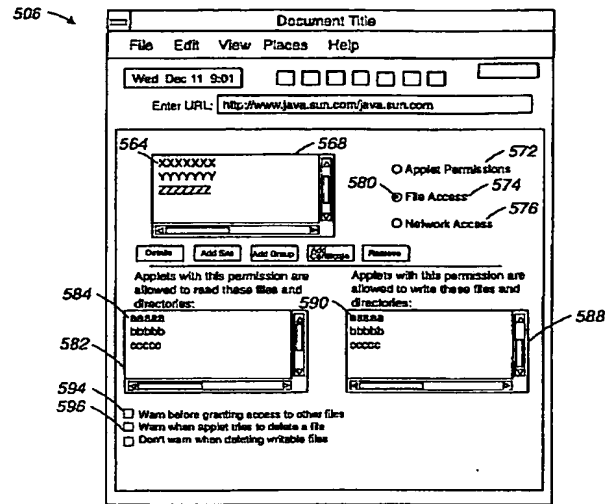 506
Document Title
File Edit View Places Help
Wed Dec 11 9:01
Enter URL: http://www.java.sun.com/java.sun.com
564 568
XXXXXXX
YYYYYYY
ZZZZZZZ
Applet Permissions 572
580 File Access 574
Network Access 576
Details Add Site Add Group Add Certificate Remove
Applets with this permission are allowed to read these files and directories:
Applets with this permission are allowed to write these files and directories:
584 590
aaaaa
bbbbb
ccccc
aaaaa
bbbbb
ccccc
582 588
594 Warn before granting access to other files
596 Warn when applet tries to delete a file
Don't warn when deleting writable files